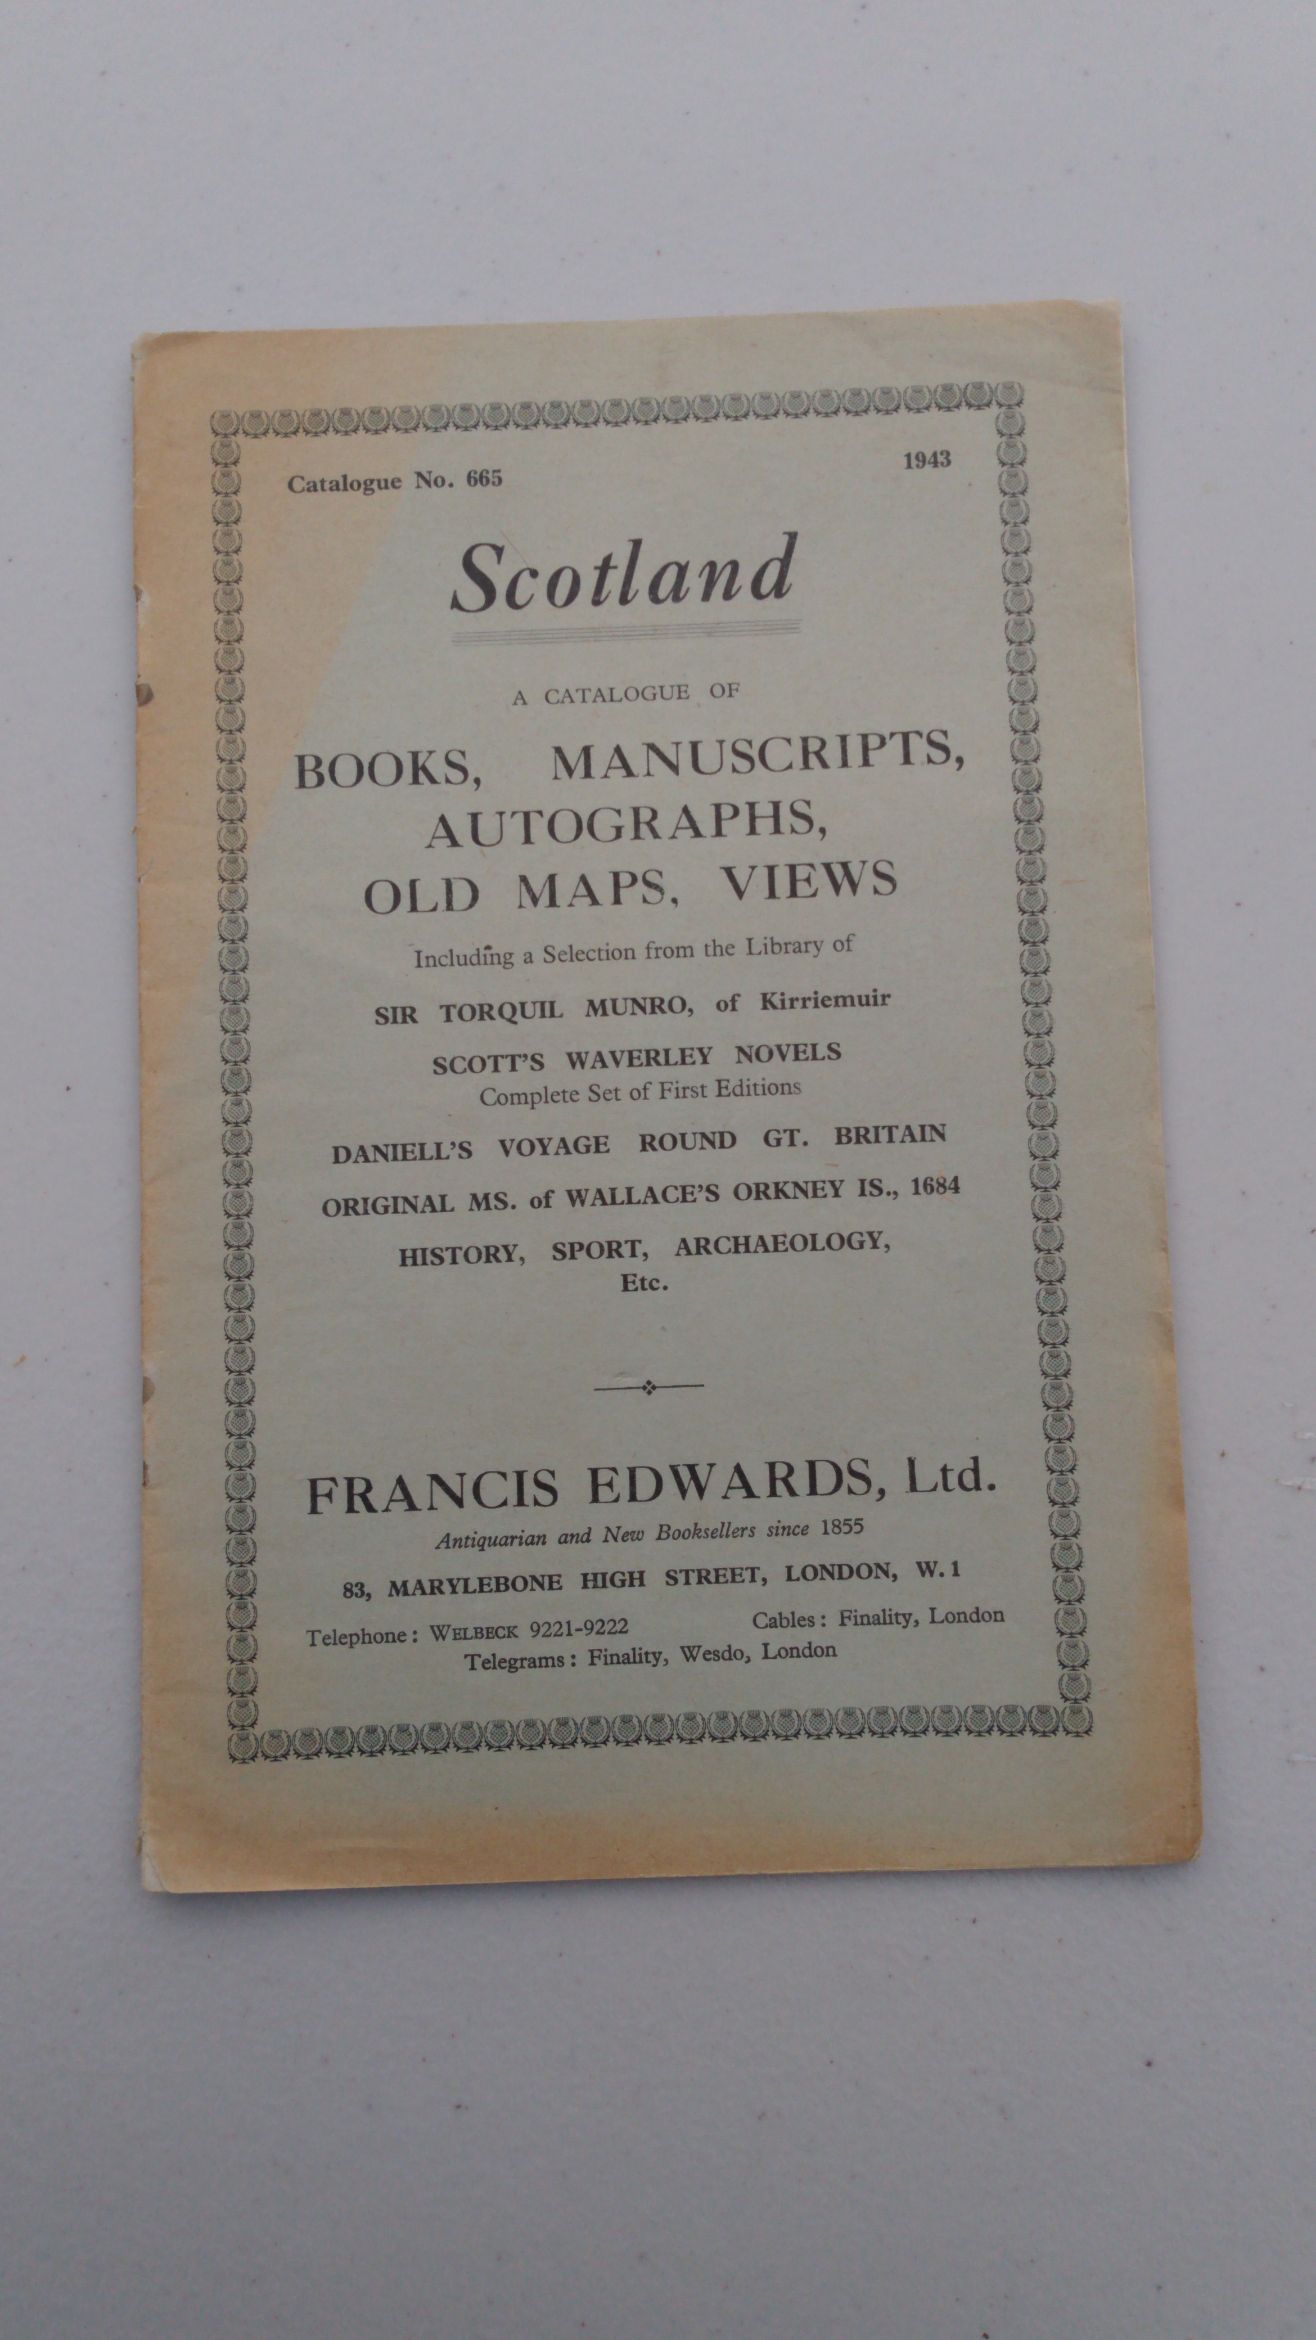 Catalogue No. 665 1943
Scotland
A CATALOGUE OF
BOOKS, MANUSCRIPTS,
AUTOGRAPHS,
OLD MAPS, VIEWS
Including a Selection from the Library of
SIR TORQUIL MUNRO, of Kirriemuir
SCOTT'S WAVERLEY NOVELS
Complete Set of First Editions
DANIELL'S VOYAGE ROUND GT. BRITAIN
ORIGINAL MS. of WALLACE'S ORKNEY IS., 1684
HISTORY, SPORT, ARCHAEOLOGY,
Etc.
FRANCIS EDWARDS, Ltd.
Antiquarian and New Booksellers since 1855
83, MARYLEBONE HIGH STREET, LONDON, W.1
Telephone: WELBECK 9221-9222 Cables: Finality, London
Telegrams: Finality, Wesdo, London